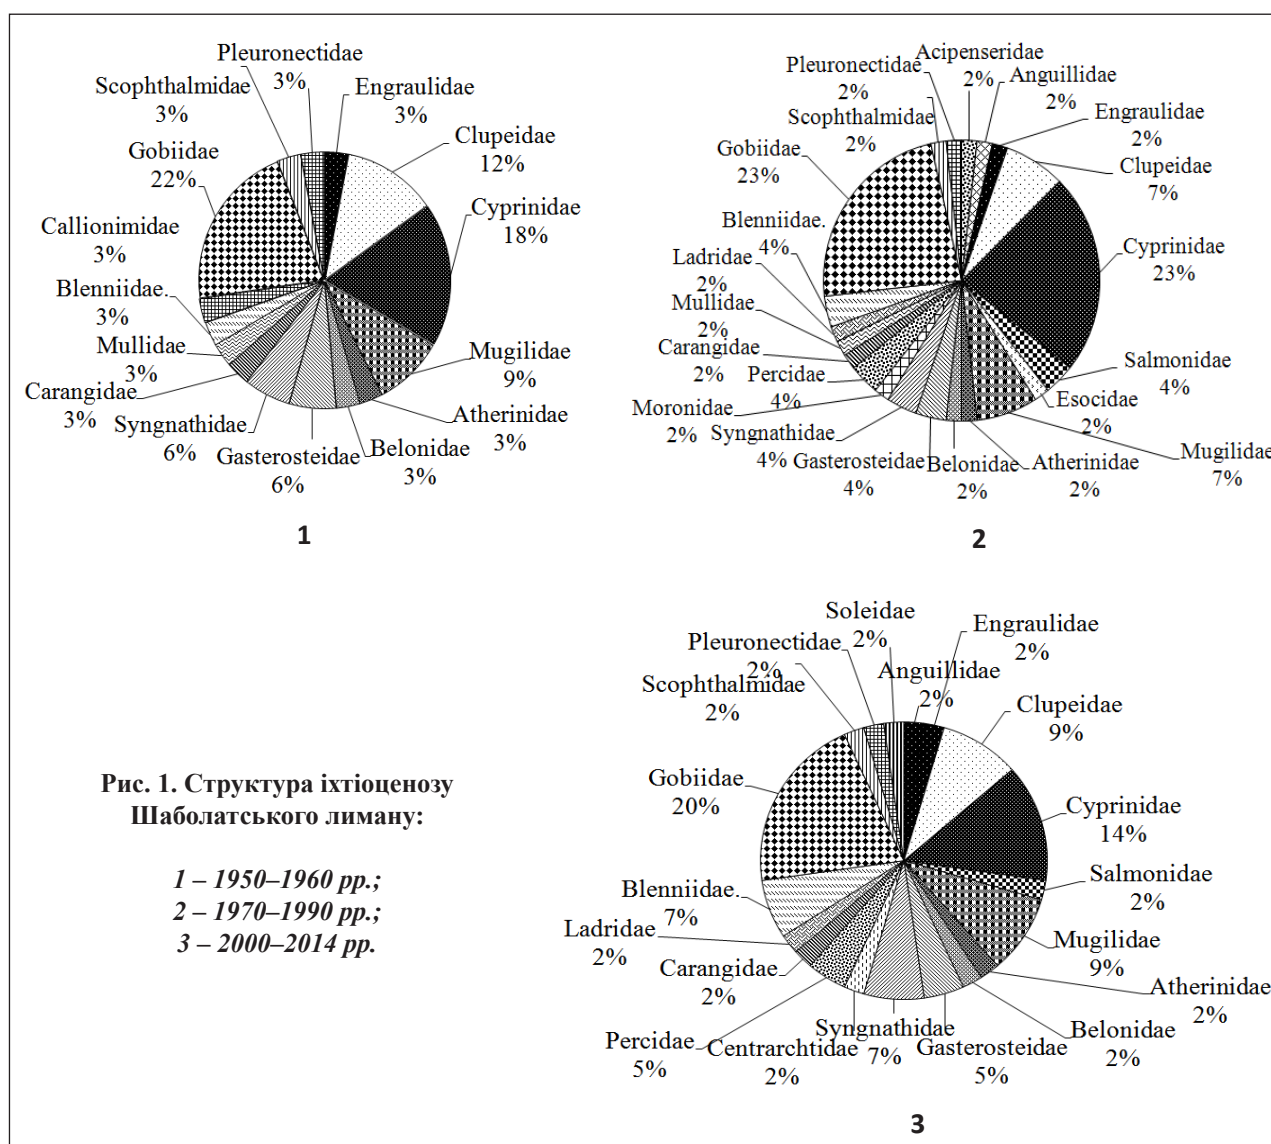 Pleuronectidae
3%
Scophthalmidae
3%
Engraulidae
3%
Gobiidae
22%
Clupeidae
12%
Callionimidae
3%
Cyprinidae
18%
Blenniidae.
3%
Mullidae
3%
Mugilidae
9%
Carangidae
3%
Atherinidae
3%
Syngnathidae
6%
Gasterosteidae
6%
Belonidae
3%
1
Acipenseridae
2%
Pleuronectidae
2%
Anguillidae
2%
Scophthalmidae
2%
Engraulidae
2%
Gobiidae
23%
Clupeidae
7%
Blenniidae.
4%
Cyprinidae
23%
Ladridae
2%
Mullidae
2%
Carangidae
2%
Salmonidae
4%
Percidae
4%
Esocidae
2%
Moronidae
2%
Syngnathidae
4%
Gasterosteidae
4%
Belonidae
2%
Atherinidae
2%
Mugilidae
7%
2
Soleidae
2%
Engraulidae
2%
Pleuronectidae
2%
Anguillidae
2%
Scophthalmidae
2%
Clupeidae
9%
Gobiidae
20%
Cyprinidae
14%
Blenniidae.
7%
Salmonidae
2%
Ladridae
2%
Mugilidae
9%
Carangidae
2%
Atherinidae
2%
Percidae
5%
Centrarchtidae
2%
Syngnathidae
7%
Gasterosteidae
5%
Belonidae
2%
3
Рис. 1. Структура іхтіоценозу
Шаболатського лиману:
1 – 1950–1960 рр.;
2 – 1970–1990 рр.;
3 – 2000–2014 рр.